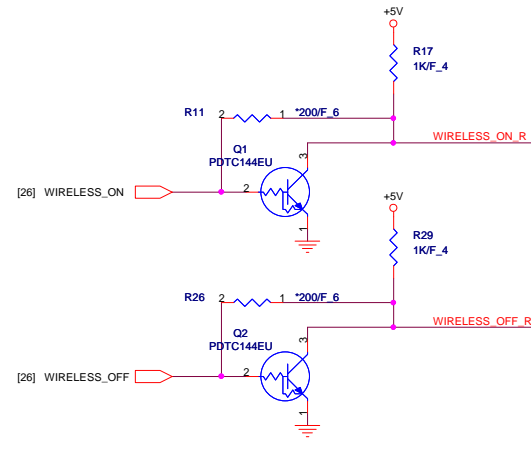 +5V
R17
1K/F_4
R11 2 1 *200/F_6
WIRELESS_ON_R
Q1
PDTC144EU
3
[26] WIRELESS_ON
2
1
+5V
R29
1K/F_4
R26 2 1 *200/F_6
WIRELESS_OFF_R
Q2
PDTC144EU
3
[26] WIRELESS_OFF
2
1